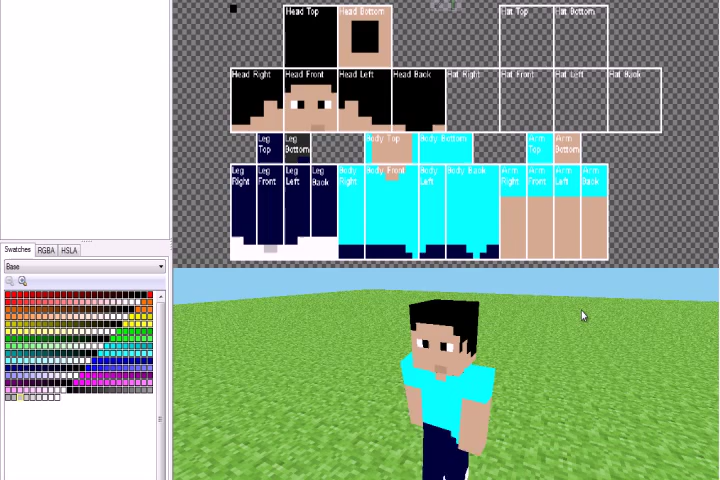 Head Top
Head Bottom
Hat Top
Hat Bottom
Head Right
Head Front
Head Left
Head Back
Hat Right
Hat Front
Hat Left
Hat Back
Leg Top
Leg Bottom
Body Top
Body Bottom
Arm Top
Arm Bottom
Leg Right
Leg Front
Leg Left
Leg Back
Body Right
Body Front
Body Left
Body Back
Arm Right
Arm Front
Arm Left
Arm Back
Swatches
RGBA
HSLA
Base